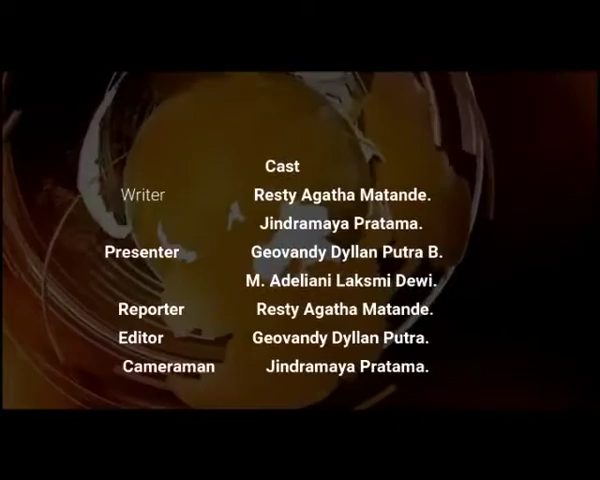 Cast
Writer Resty Agatha Matande.
Jindramaya Pratama.
Presenter Geovandy Dyllan Putra B.
M. Adeliani Laksmi Dewi.
Reporter Resty Agatha Matande.
Editor Geovandy Dyllan Putra.
Cameraman Jindramaya Pratama.